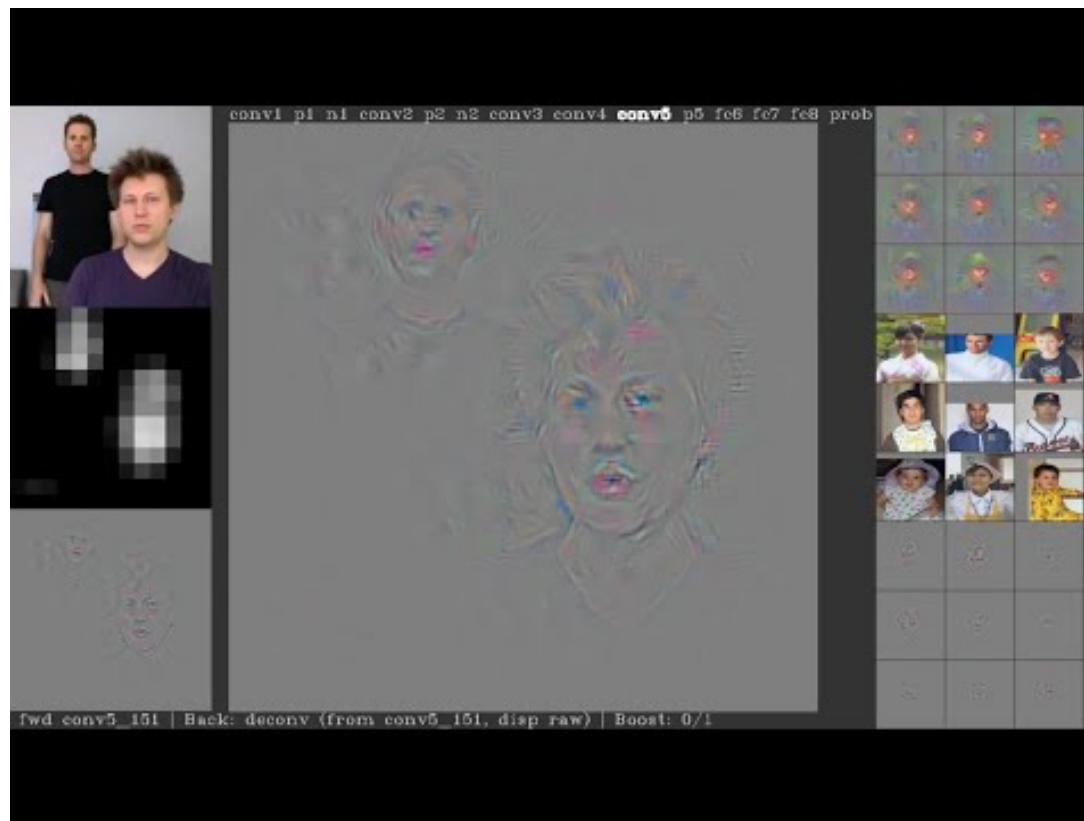 conv1 p1 n1 conv2 p2 n2 conv3 conv4 conv5 p5 fc6 fc7 fc8 prob
fwd conv5_151 | Back: deconv (from conv5_151, disp raw) | Boost: 0/1